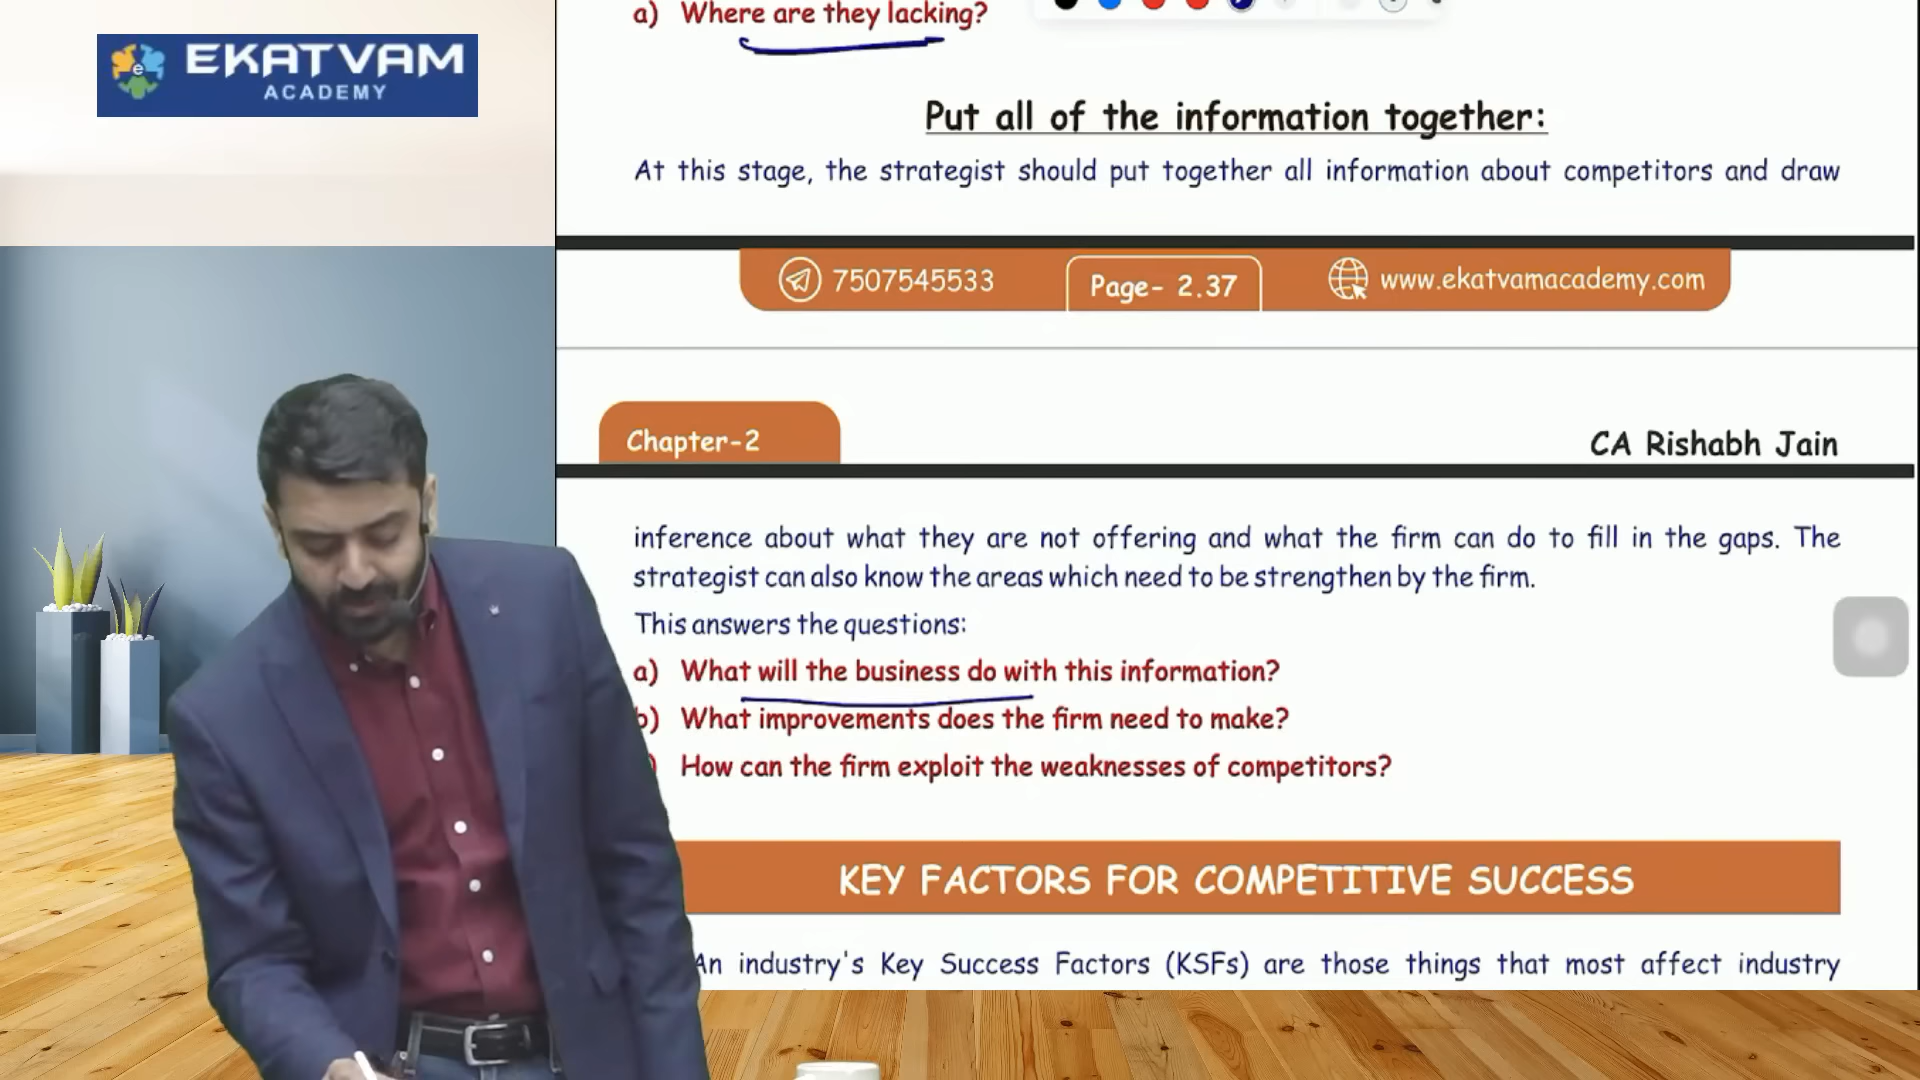 a) Where are they lacking?
EKATVAM
ACADEMY
Put all of the information together:
At this stage, the strategist should put together all information about competitors and draw
7507545533
Page- 2.37
www.ekatvamacademy.com
Chapter-2
CA Rishabh Jain
inference about what they are not offering and what the firm can do to fill in the gaps. The
strategist can also know the areas which need to be strengthen by the firm.
This answers the questions:
a) What will the business do with this information?
b) What improvements does the firm need to make?
) How can the firm exploit the weaknesses of competitors?
KEY FACTORS FOR COMPETITIVE SUCCESS
An industry's Key Success Factors (KSFs) are those things that most affect industry